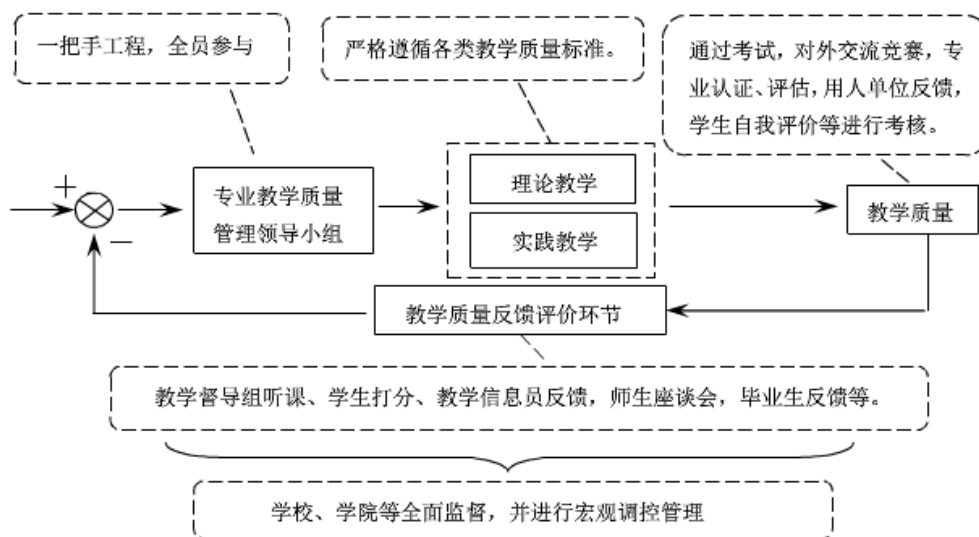 一把手工程，全员参与
严格遵循各类教学质量标准。
通过考试，对外交流竞赛，专
业认证、评估，用人单位反馈，
学生自我评价等进行考核。
+
－
专业教学质量
管理领导小组
理论教学
实践教学
教学质量
教学质量反馈评价环节
教学督导组听课、学生打分、教学信息员反馈，师生座谈会，毕业生反馈等。
学校、学院等全面监督，并进行宏观调控管理